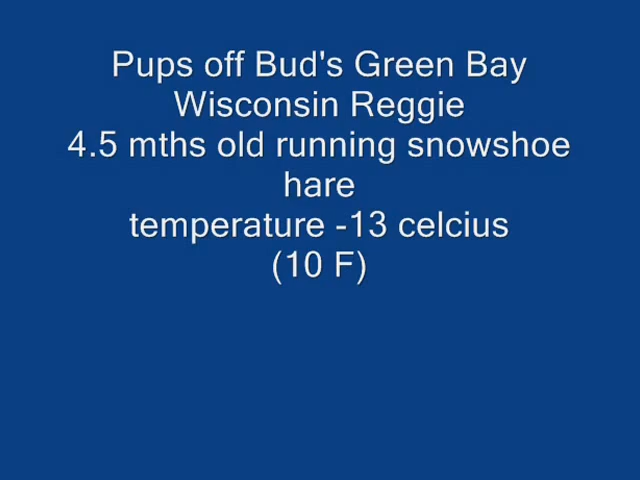 Pups off Bud's Green Bay
Wisconsin Reggie
4.5 mths old running snowshoe
hare
temperature -13 celcius
(10 F)